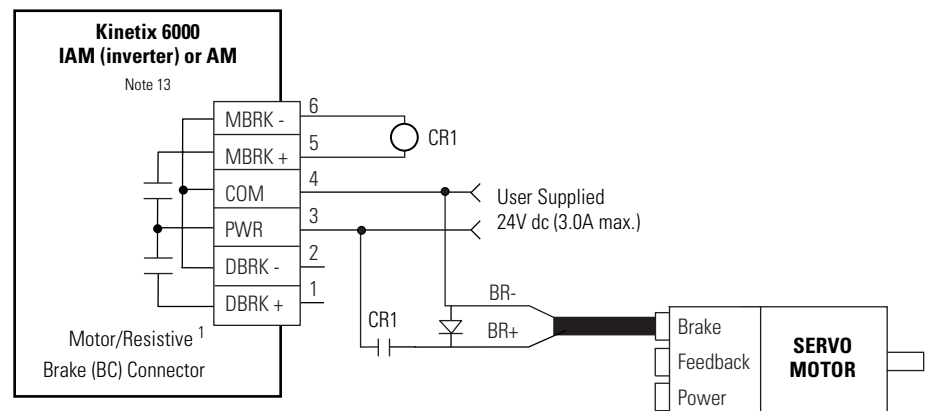 Kinetix 6000
IAM (inverter) or AM
Note 13
MBRK - 6
MBRK + 5
COM 4
PWR 3
DBRK - 2
DBRK + 1
CR1
User Supplied
24V dc (3.0A max.)
Motor/Resistive 1
Brake (BC) Connector
CR1
BR-
BR+
Brake
Feedback
Power
SERVO
MOTOR